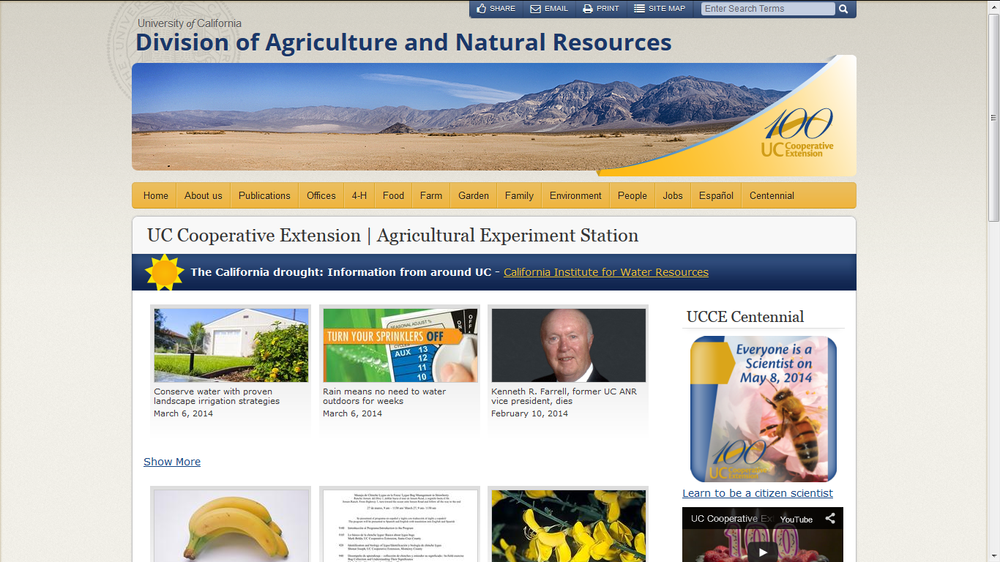 SHARE
EMAIL
PRINT
SITE MAP
Enter Search Terms
University of California
Division of Agriculture and Natural Resources
100
UC Cooperative
Extension
Home
About us
Publications
Offices
4-H
Food
Farm
Garden
Family
Environment
People
Jobs
Español
Centennial
UC Cooperative Extension | Agricultural Experiment Station
The California drought: Information from around UC - California Institute for Water Resources
SEASONAL ADJUST %
ON
OFF
TURN YOUR SPRINKLERS OFF
CYCLES
AUX 13
12
11
10
Conserve water with proven
landscape irrigation strategies
March 6, 2014
Rain means no need to water
outdoors for weeks
March 6, 2014
Kenneth R. Farrell, former UC ANR
vice president, dies
February 10, 2014
Show More
UCCE Centennial
Everyone is a
Scientist on
May 8, 2014
100
UC Cooperative
Extension
Learn to be a citizen scientist
UC Cooperative Ext
YouTube
100